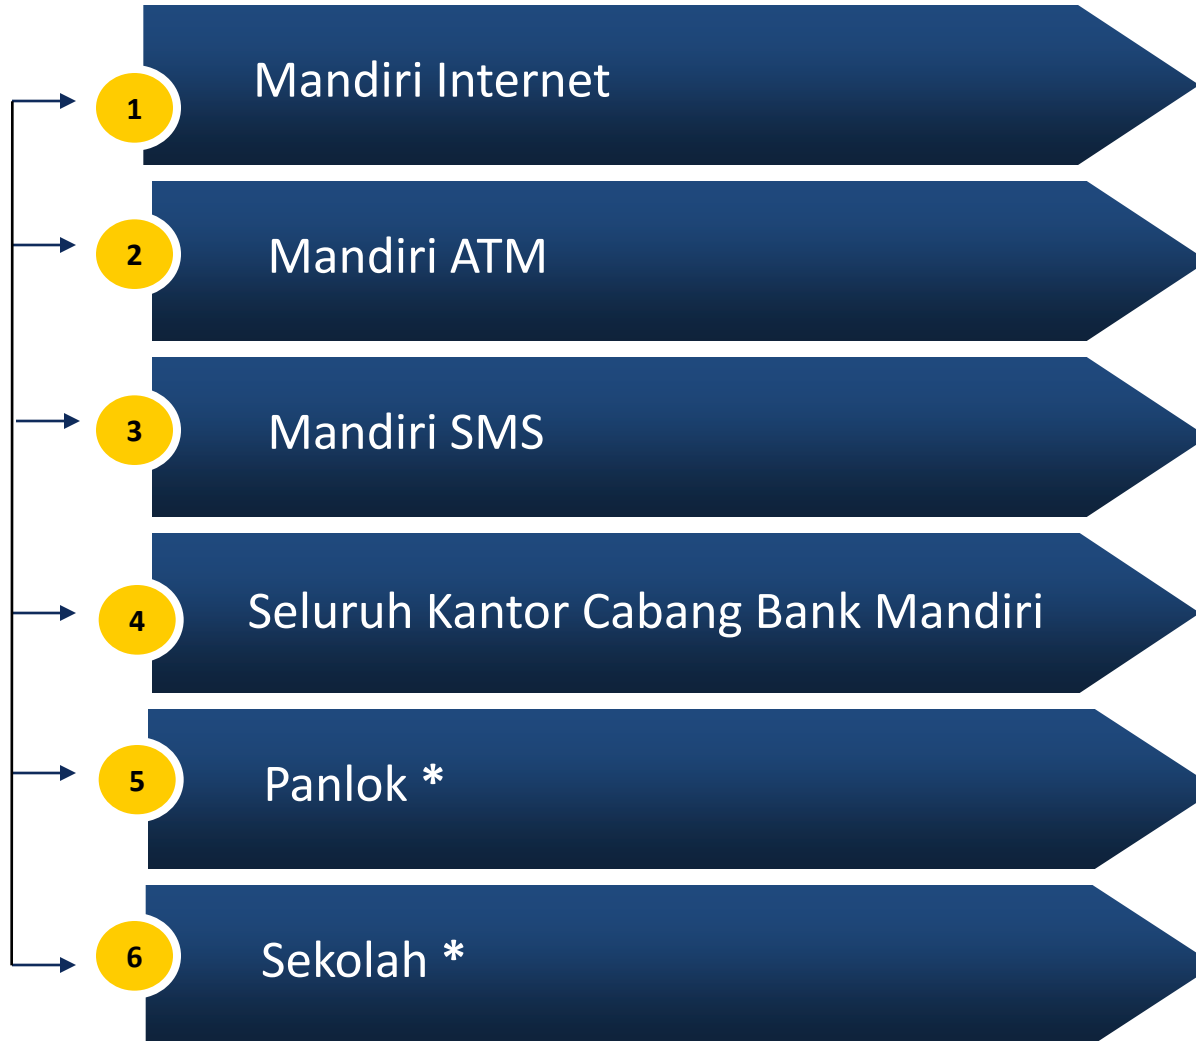 1 Mandiri Internet
2 Mandiri ATM
3 Mandiri SMS
4 Seluruh Kantor Cabang Bank Mandiri
5 Panlok *
6 Sekolah *